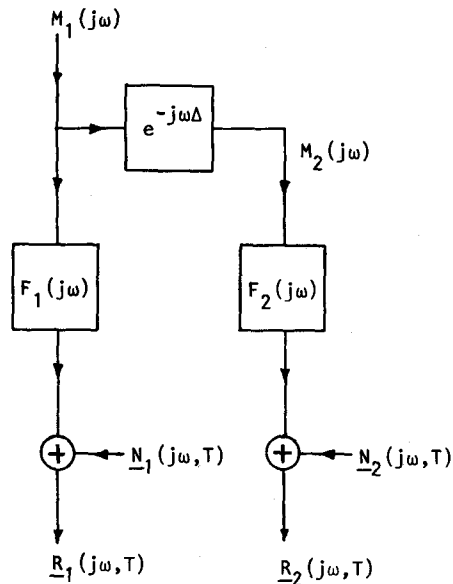 M₁(jω)
e^{-jωΔ}
M₂(jω)
F₁(jω)
F₂(jω)
+
N₁(jω,T)
+
N₂(jω,T)
R₁(jω,T)
R₂(jω,T)